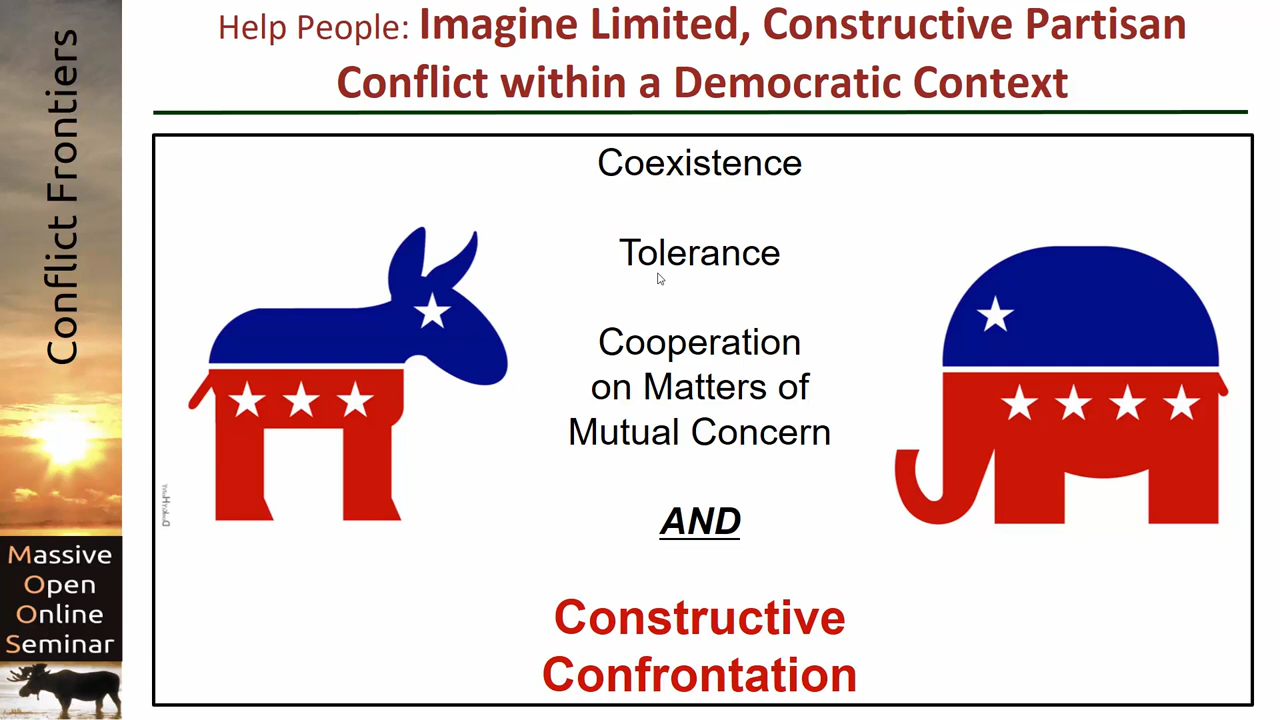 Help People: Imagine Limited, Constructive Partisan
Conflict within a Democratic Context
Conflict Frontiers
Coexistence
Tolerance
Cooperation
on Matters of
Mutual Concern
AND
Constructive
Confrontation
Massive
Open
Online
Seminar